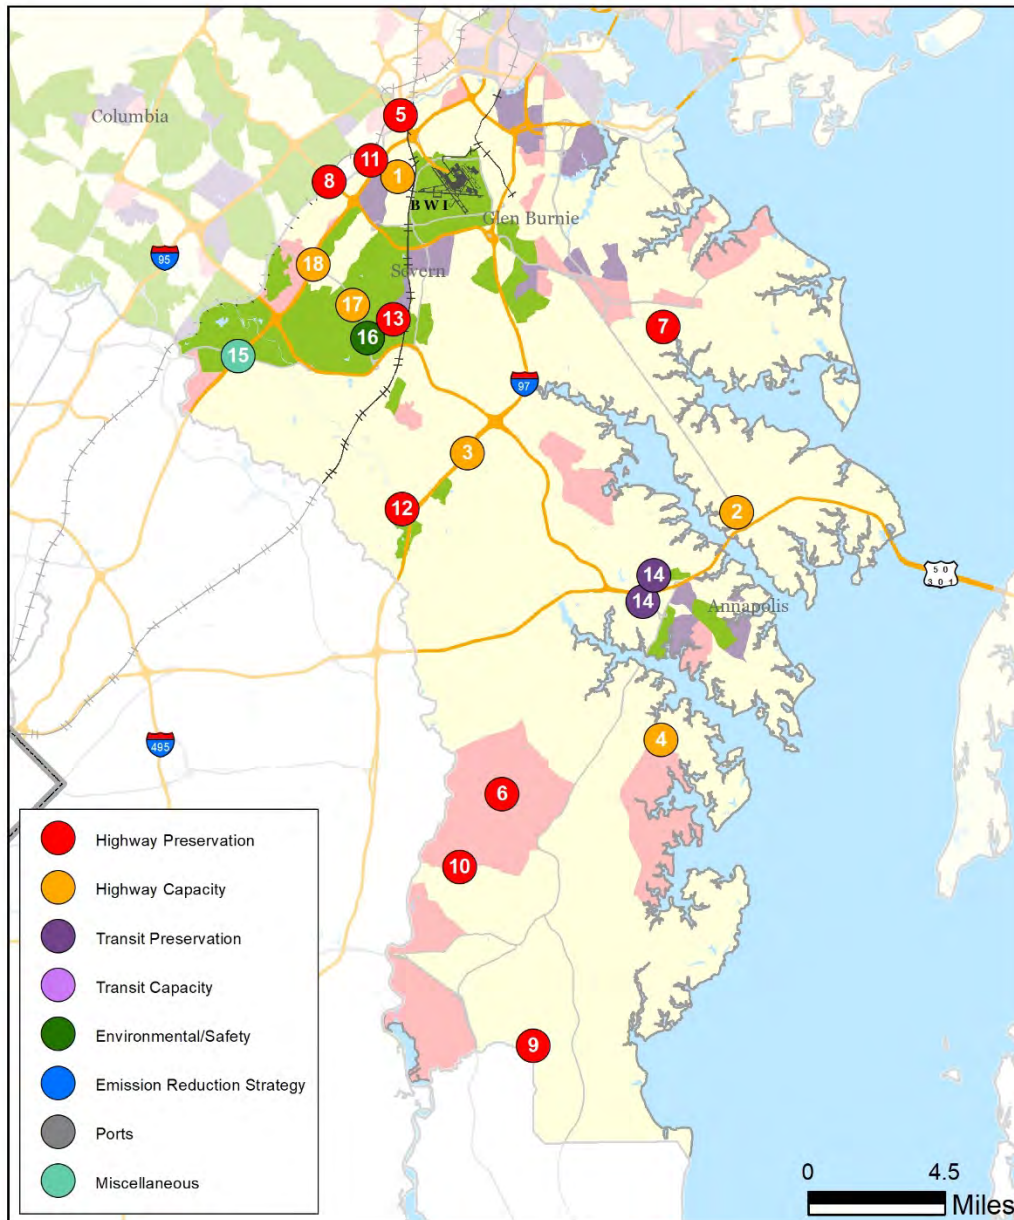 Columbia
5
11
8
1
BWI
Glen Burnie
95
18
Severn
17
13
16
15
7
97
3
12
2
14
14
50
301
Annapolis
495
4
6
10
9
Highway Preservation
Highway Capacity
Transit Preservation
Transit Capacity
Environmental/Safety
Emission Reduction Strategy
Ports
Miscellaneous
0 4.5
Miles